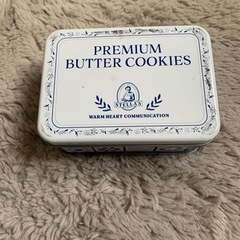 PREMIUM
BUTTER COOKIES
STELLA'S
WARM HEART COMMUNICATION